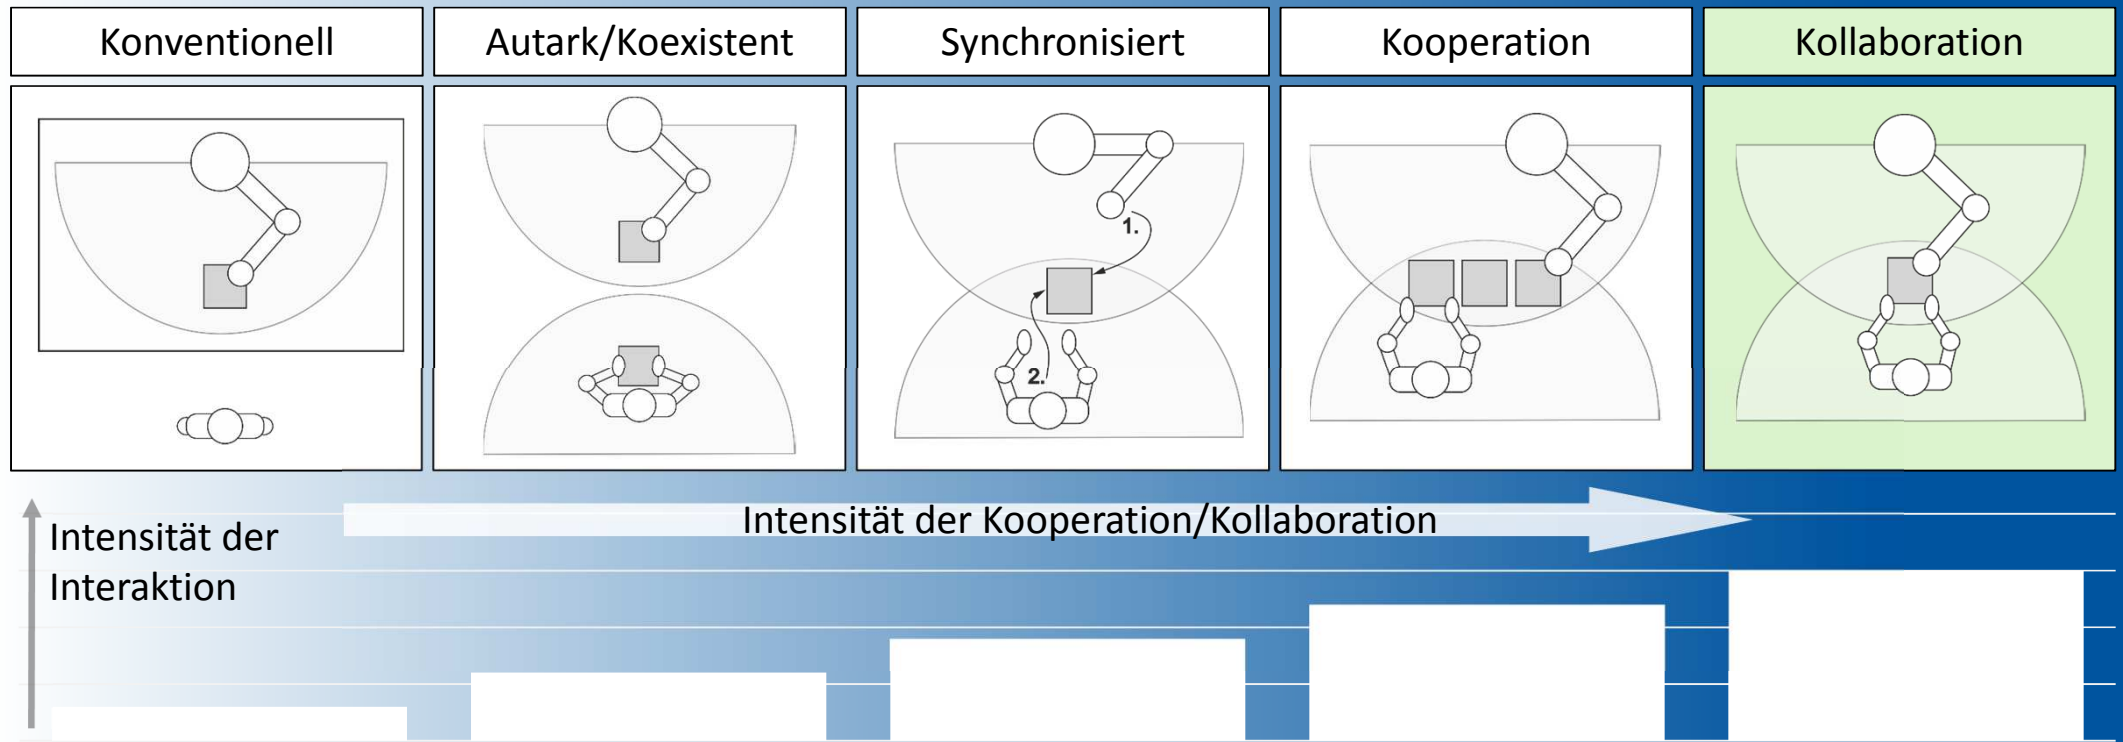 Konventionell
Autark/Koexistent
Synchronisiert
Kooperation
Kollaboration
1.
2.
Intensität der Kooperation/Kollaboration
Intensität der
Interaktion